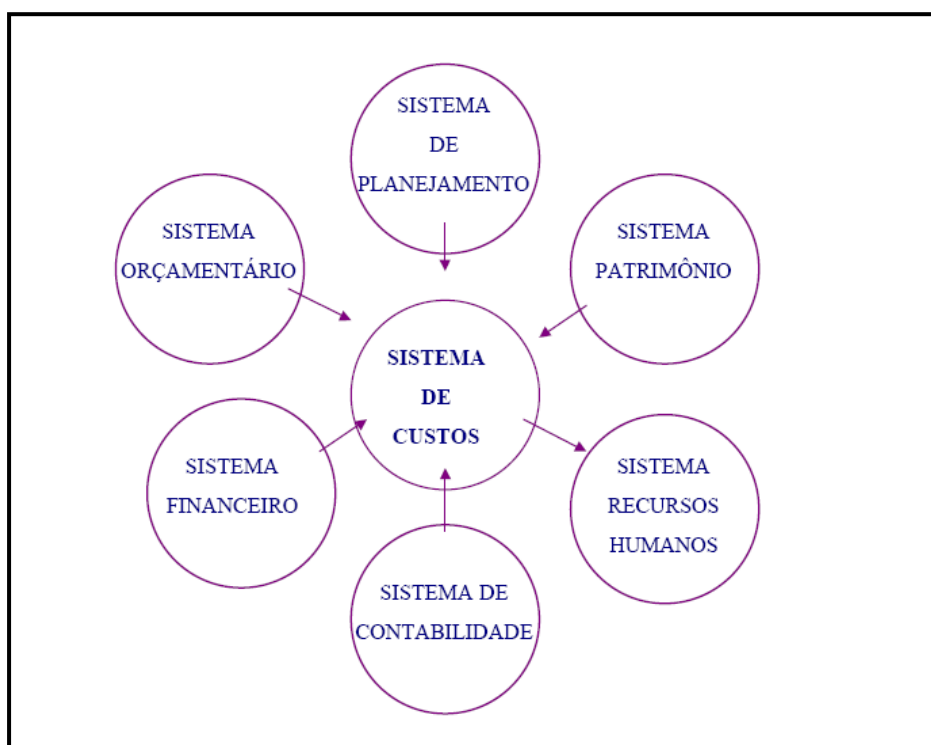 SISTEMA
DE
PLANEJAMENTO
SISTEMA
ORÇAMENTÁRIO
SISTEMA
PATRIMÔNIO
SISTEMA
DE
CUSTOS
SISTEMA
FINANCEIRO
SISTEMA
RECURSOS
HUMANOS
SISTEMA DE
CONTABILIDADE